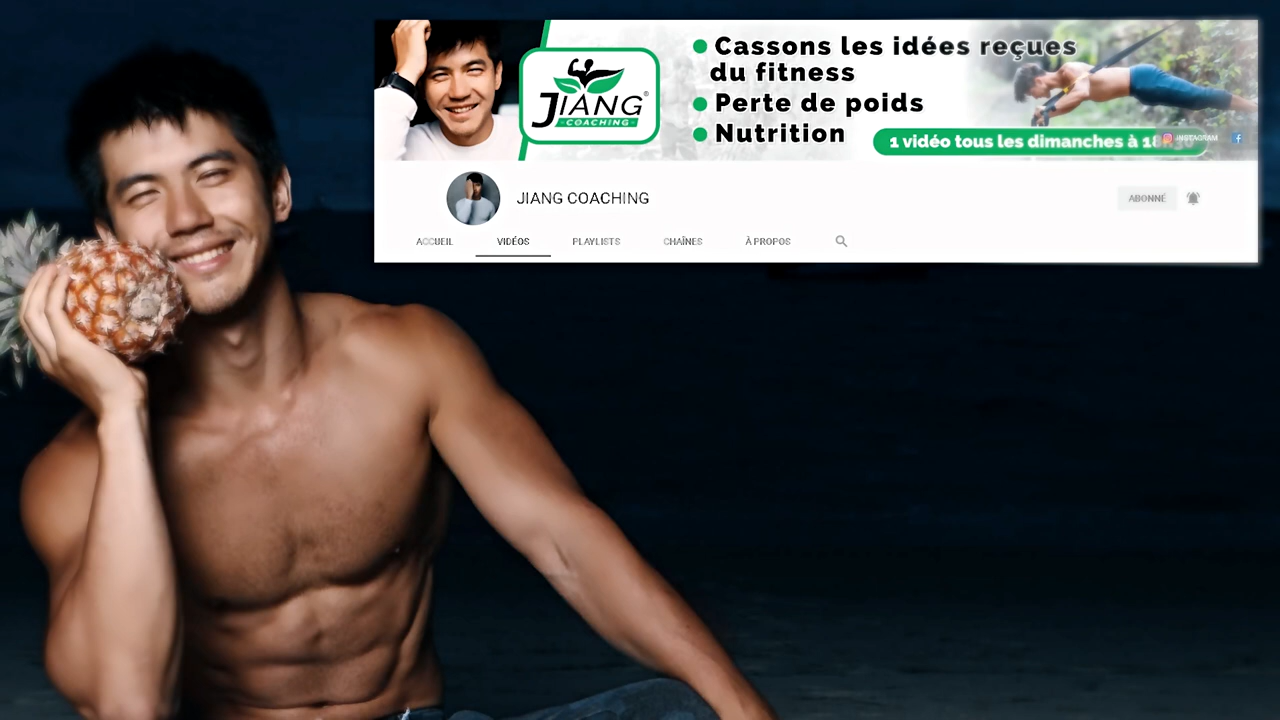 Cassons les idées reçues
du fitness
Perte de poids
Nutrition
1 vidéo tous les dimanches à
INSTAGRAM
JIANG®
COACHING
JIANG COACHING
ABONNÉ
ACCUEIL VIDÉOS PLAYLISTS CHAÎNES À PROPOS